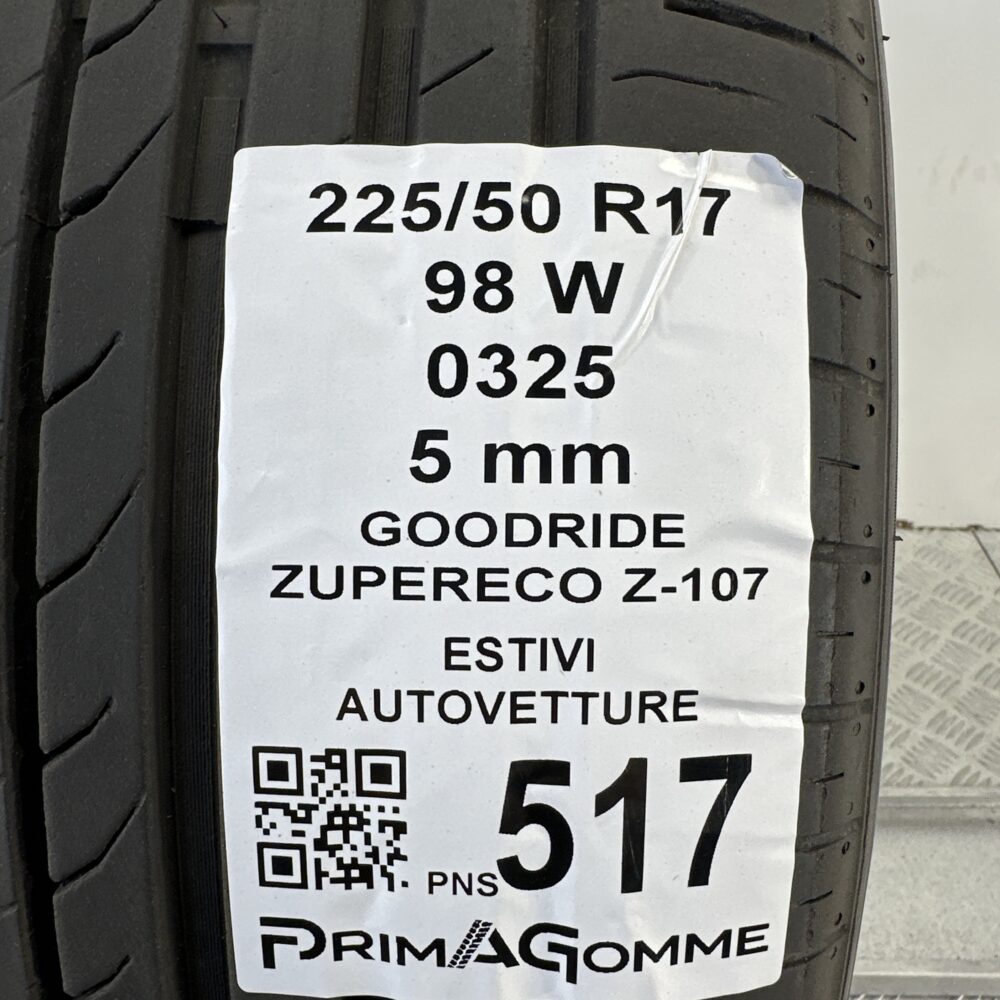 225/50 R17
98 W
0325
5 mm
GOODRIDE
ZUPERECO Z-107
ESTIVI
AUTOVETTURE
PNS 517
PRIMAGOMME